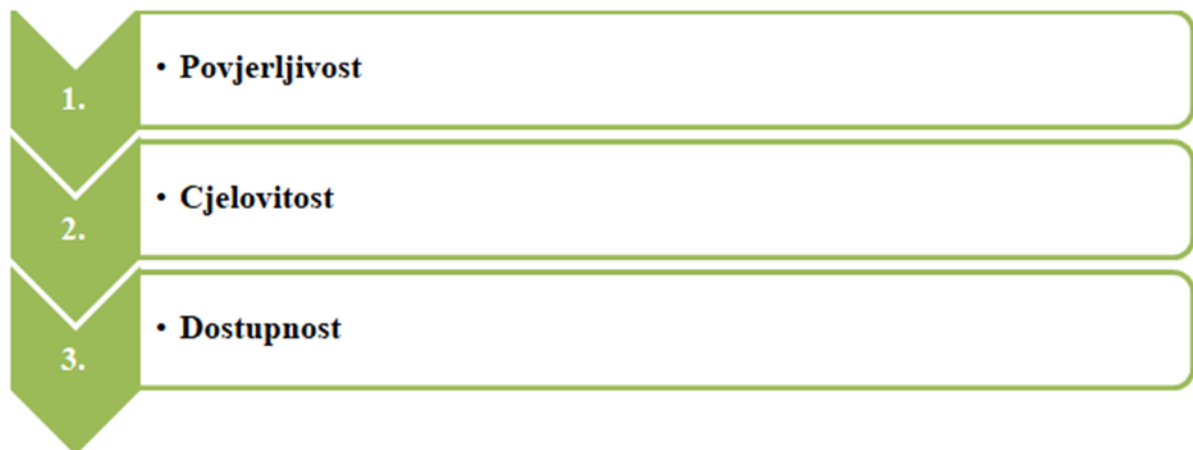 1.
• Povjerljivost
2.
• Cjelovitost
3.
• Dostupnost